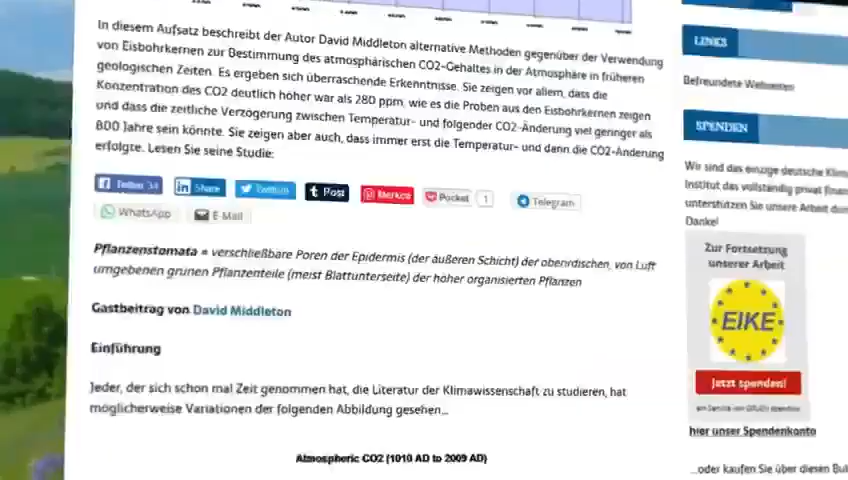 In diesem Aufsatz beschreibt der Autor David Middleton alternative Methoden gegenüber der Verwendung
von Eisbohrkernen zur Bestimmung des atmosphärischen CO2-Gehaltes in der Atmosphäre in früheren
geologischen Zeiten. Es ergeben sich überraschende Erkenntnisse. Sie zeigen vor allem, dass die
Konzentration des CO2 deutlich höher war als 280 ppm, wie es die Proben aus den Eisbohrkernen zeigen
und dass die zeitliche Verzögerung zwischen Temperatur- und folgender CO2-Änderung viel geringer als
800 Jahre sein könnte. Sie zeigen aber auch, dass immer erst die Temperatur- und dann die CO2-Änderung
erfolgte. Lesen Sie seine Studie:
Teilen 34
Share
Twittern
Post
Merken
Pocket 1
Telegram
WhatsApp
E-Mail
Pflanzenstomata = verschließbare Poren der Epidermis (der äußeren Schicht) der oberirdischen, von Luft
umgebenen grünen Pflanzenteile (meist Blattunterseite) der höher organisierten Pflanzen
Gastbeitrag von David Middleton
Einführung
Jeder, der sich schon mal Zeit genommen hat, die Literatur der Klimawissenschaft zu studieren, hat
möglicherweise Variationen der folgenden Abbildung gesehen...
Atmospheric CO2 (1010 AD to 2009 AD)
LINKS
Befreundete Webseiten
SPENDEN
Wir sind das einzige deutsche Klim
Institut das vollständig privat finan
unterstützen Sie unsere Arbeit
Danke!
Zur Fortsetzung
unserer Arbeit
EIKE
Jetzt spenden!
hier unser Spendenkonto
...oder kaufen Sie über diesen